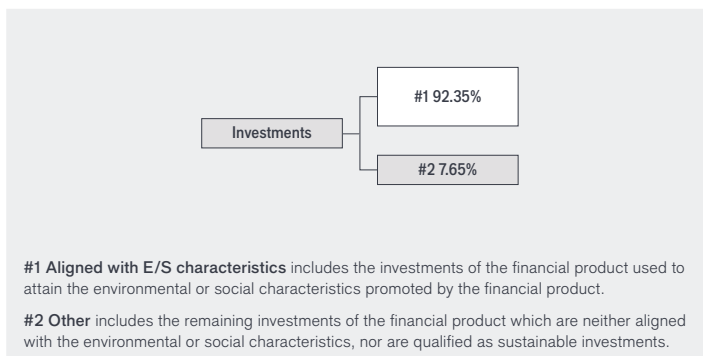 #1 92.35%
Investments
#2 7.65%
#1 Aligned with E/S characteristics includes the investments of the financial product used to
attain the environmental or social characteristics promoted by the financial product.
#2 Other includes the remaining investments of the financial product which are neither aligned
with the environmental or social characteristics, nor are qualified as sustainable investments.